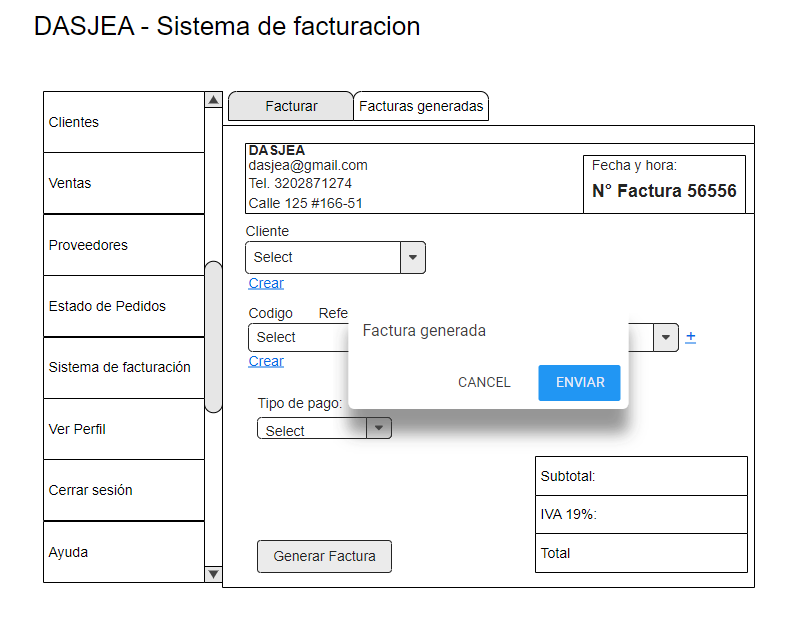 DASJEA - Sistema de facturacion
Clientes
Ventas
Proveedores
Estado de Pedidos
Sistema de facturación
Ver Perfil
Cerrar sesión
Ayuda
Facturar
Facturas generadas
DASJEA
dasjea@gmail.com
Tel. 3202871274
Calle 125 #166-51
Fecha y hora:
N° Factura 56556
Cliente
Select
Crear
Codigo Refe
Select
+
Crear
Factura generada
CANCEL ENVIAR
Tipo de pago:
Select
Subtotal:
IVA 19%:
Total
Generar Factura